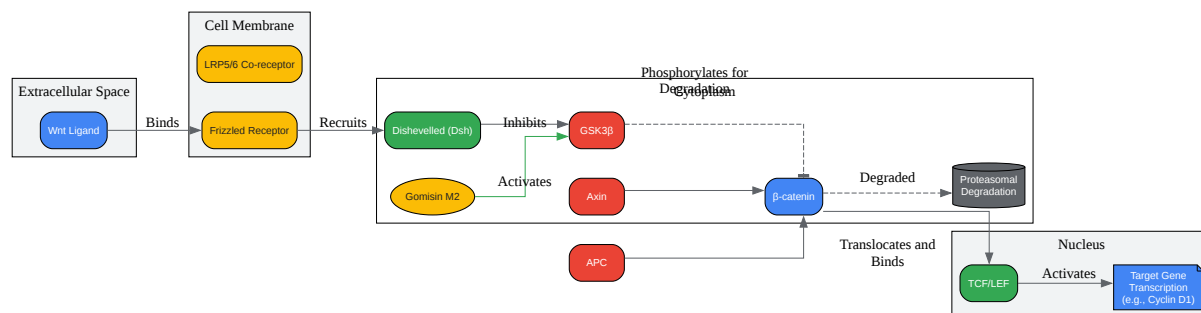 Cell Membrane
LRP5/6 Co-receptor
Extracellular Space
Wnt Ligand
Binds
Frizzled Receptor
Recruits
Phosphorylates for
Degradation
Cytoplasm
Dishevelled (Dsh)
Inhibits
GSK3β
Gomisin M2
Activates
Axin
β-catenin
Degraded
Proteasomal
Degradation
APC
Translocates and
Binds
Nucleus
TCF/LEF
Activates
Target Gene
Transcription
(e.g., Cyclin D1)